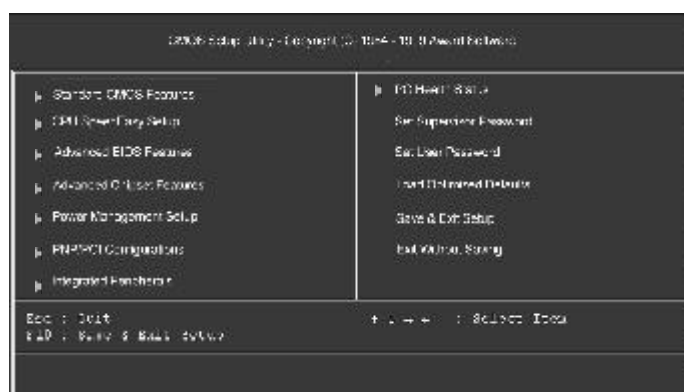 CMOS Setup Utility - Copyright (C) 1984 - 1999 Award Software
Standard CMOS Features
CPU SpeedEasy Setup
Advanced BIOS Features
Advanced Chipset Features
Power Management Setup
PNP/PCI Configurations
Integrated Peripherals
PC Health Status
Set Supervisor Password
Set User Password
Load Optimized Defaults
Save & Exit Setup
Exit Without Saving
Esc : Quit
F10 : Save & Exit Setup
↑ ↓ → ← : Select Item